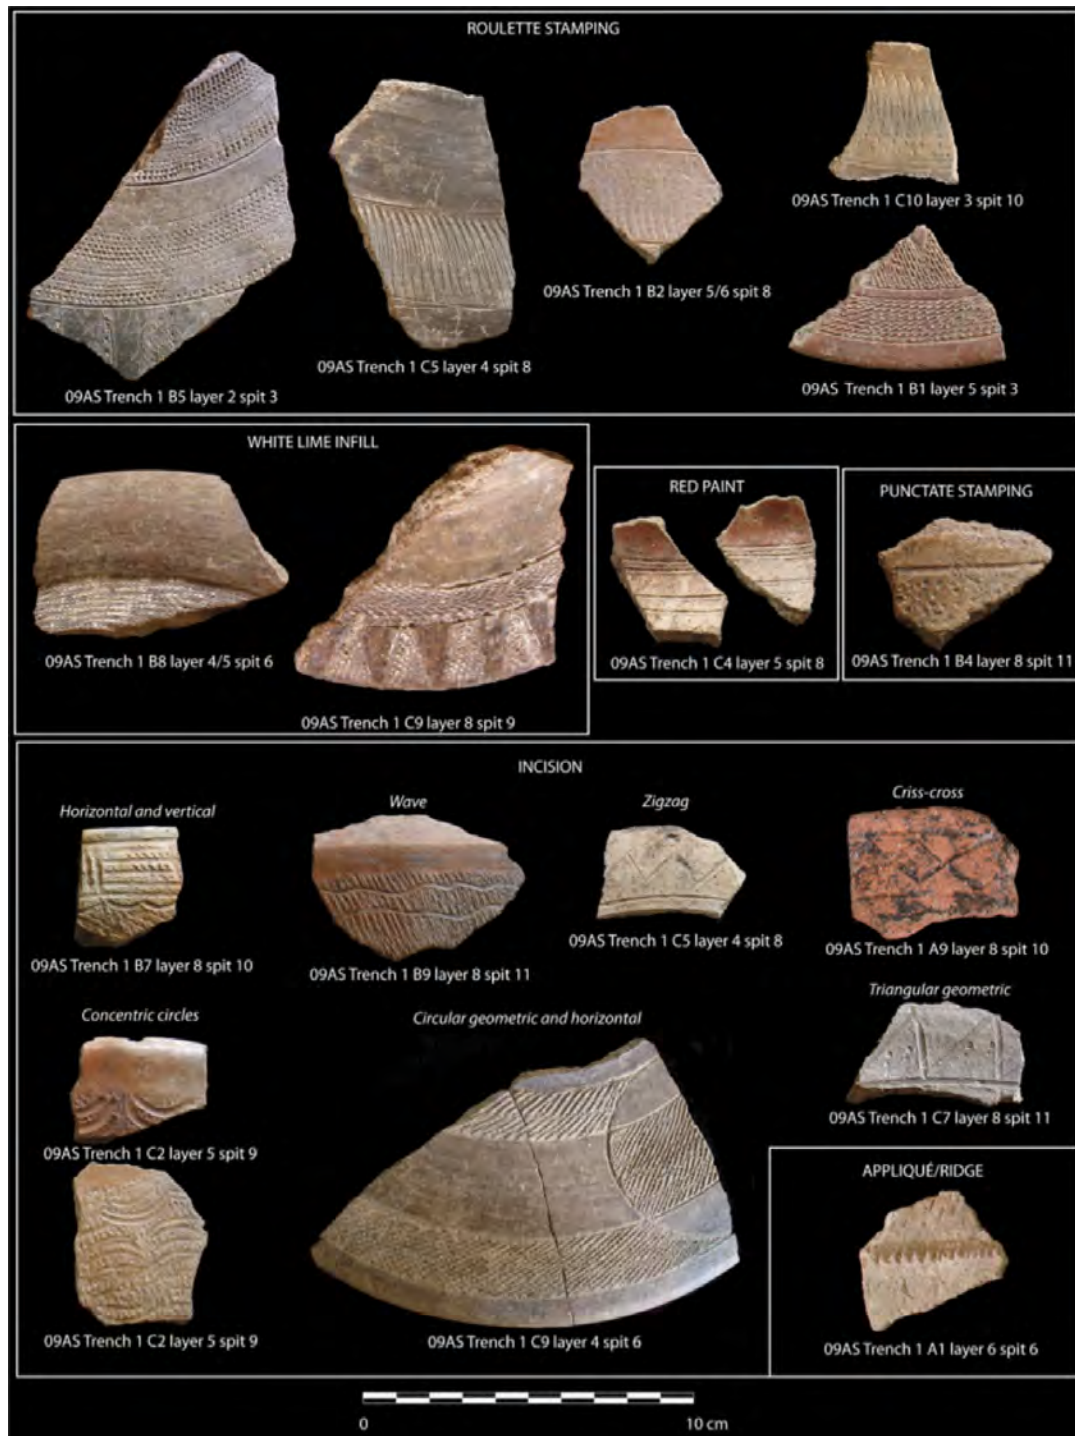 ROULETTE STAMPING
09AS Trench 1 C10 layer 3 spit 10
09AS Trench 1 B2 layer 5/6 spit 8
09AS Trench 1 C5 layer 4 spit 8
09AS Trench 1 B1 layer 5 spit 3
09AS Trench 1 B5 layer 2 spit 3
WHITE LIME INFILL
09AS Trench 1 B8 layer 4/5 spit 6
09AS Trench 1 C9 layer 8 spit 9
RED PAINT
09AS Trench 1 C4 layer 5 spit 8
PUNCTATE STAMPING
09AS Trench 1 B4 layer 8 spit 11
INCISION
Horizontal and vertical
09AS Trench 1 B7 layer 8 spit 10
Wave
09AS Trench 1 B9 layer 8 spit 11
Zigzag
09AS Trench 1 C5 layer 4 spit 8
Criss-cross
09AS Trench 1 A9 layer 8 spit 10
Concentric circles
09AS Trench 1 C2 layer 5 spit 9
09AS Trench 1 C2 layer 5 spit 9
Circular geometric and horizontal
09AS Trench 1 C9 layer 4 spit 6
Triangular geometric
09AS Trench 1 C7 layer 8 spit 11
APPLIQUÉ/RIDGE
09AS Trench 1 A1 layer 6 spit 6
0 10 cm